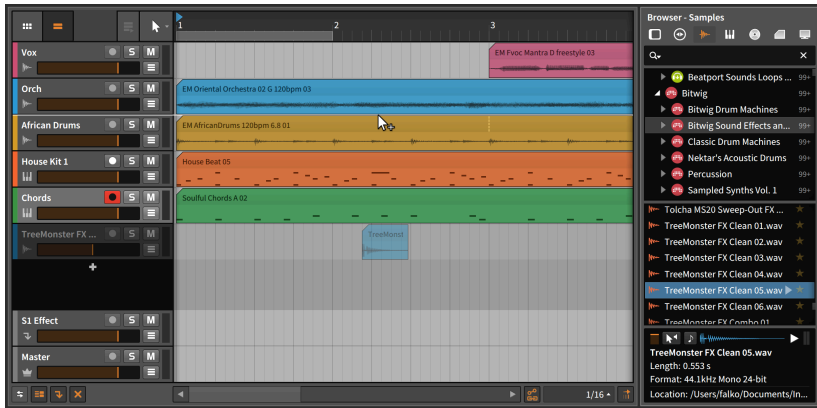 1
2
3
Vox
S M
EM Fvoc Mantra D freestyle 03
Orch
S M
EM Oriental Orchestra 02 G 120bpm 03
African Drums
S M
EM AfricanDrums 120bpm 6.8 01
House Kit 1
S M
House Beat 05
Chords
S M
Soulful Chords A 02
TreeMonster FX ...
S M
TreeMonst
S1 Effect
S M
Master
S M
1/16
Browser - Samples
Beatport Sounds Loops ... 99+
Bitwig 99+
Bitwig Drum Machines 99+
Bitwig Sound Effects an... 99+
Classic Drum Machines 99+
Nektar's Acoustic Drums 99+
Percussion 99+
Sampled Synths Vol. 1 99+
Tolcha MS20 Sweep-Out FX ...
TreeMonster FX Clean 01.wav
TreeMonster FX Clean 02.wav
TreeMonster FX Clean 03.wav
TreeMonster FX Clean 04.wav
TreeMonster FX Clean 05.wav
TreeMonster FX Clean 06.wav
TreeMonster FX Combo 01
TreeMonster FX Clean 05.wav
Length: 0.553 s
Format: 44.1kHz Mono 24-bit
Location: /Users/falko/Documents/In...